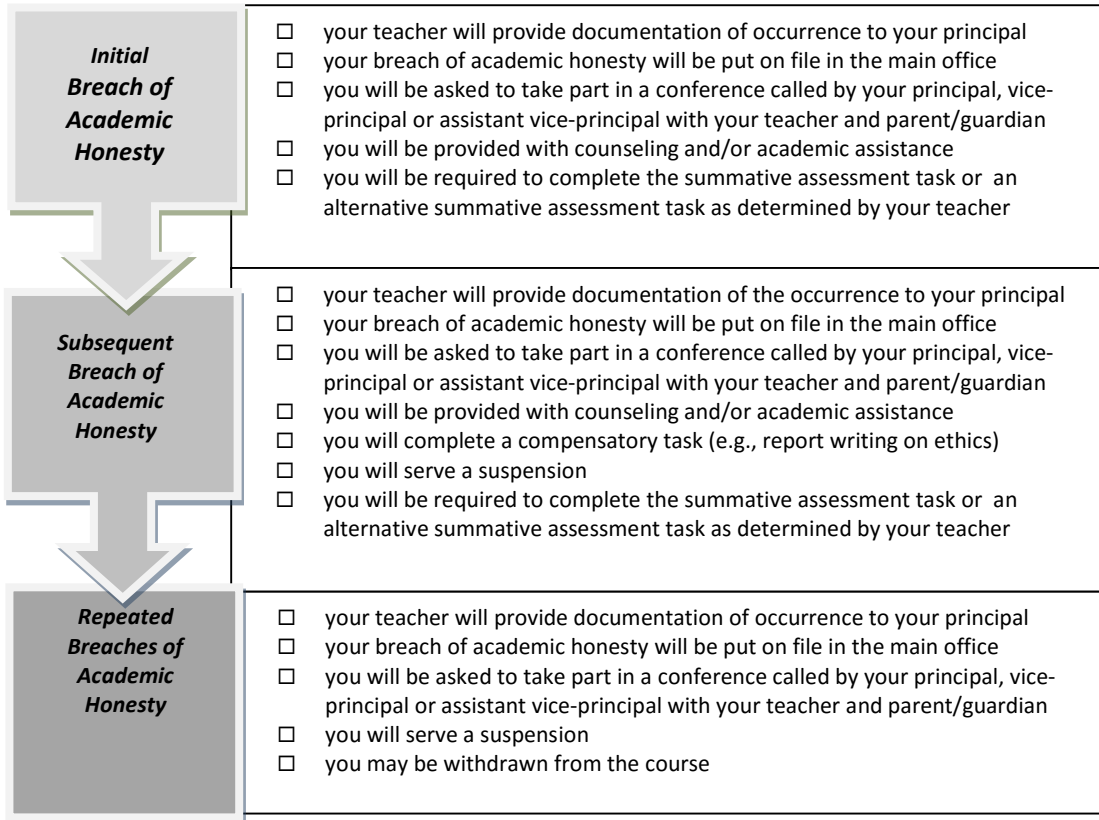 Initial
Breach of
Academic
Honesty
☐ your teacher will provide documentation of occurrence to your principal
☐ your breach of academic honesty will be put on file in the main office
☐ you will be asked to take part in a conference called by your principal, vice-
principal or assistant vice-principal with your teacher and parent/guardian
☐ you will be provided with counseling and/or academic assistance
☐ you will be required to complete the summative assessment task or an
alternative summative assessment task as determined by your teacher
Subsequent
Breach of
Academic
Honesty
☐ your teacher will provide documentation of the occurrence to your principal
☐ your breach of academic honesty will be put on file in the main office
☐ you will be asked to take part in a conference called by your principal, vice-
principal or assistant vice-principal with your teacher and parent/guardian
☐ you will be provided with counseling and/or academic assistance
☐ you will complete a compensatory task (e.g., report writing on ethics)
☐ you will serve a suspension
☐ you will be required to complete the summative assessment task or an
alternative summative assessment task as determined by your teacher
Repeated
Breaches of
Academic
Honesty
☐ your teacher will provide documentation of occurrence to your principal
☐ your breach of academic honesty will be put on file in the main office
☐ you will be asked to take part in a conference called by your principal, vice-
principal or assistant vice-principal with your teacher and parent/guardian
☐ you will serve a suspension
☐ you may be withdrawn from the course